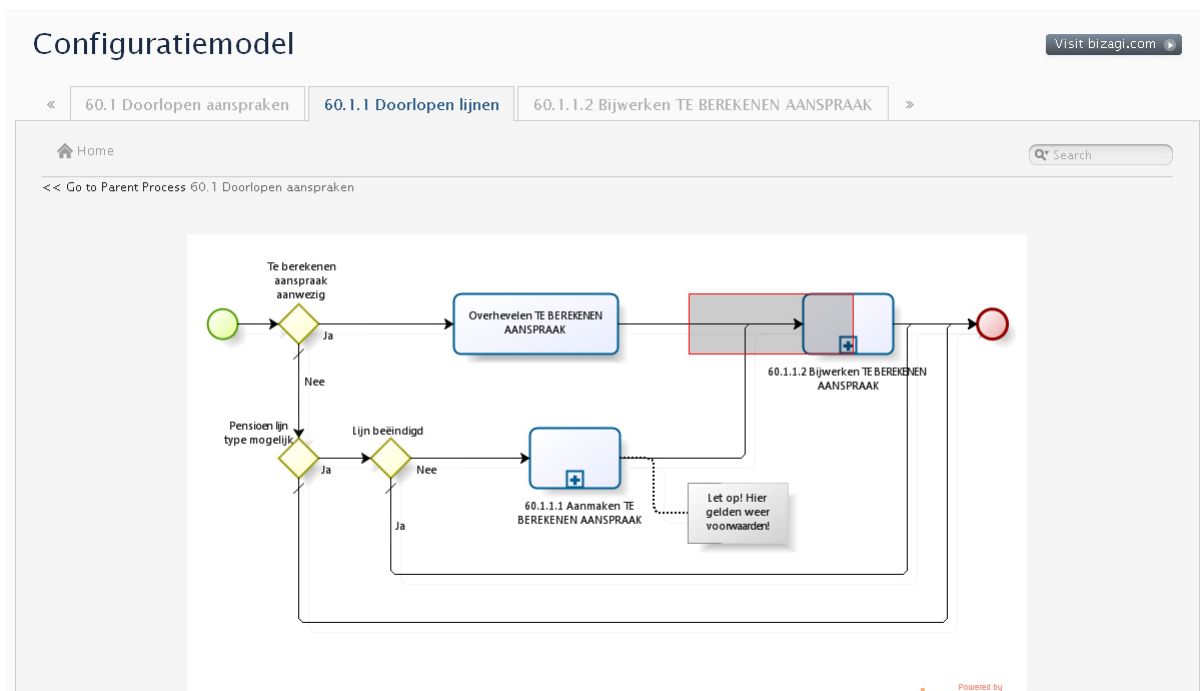 Configuratiemodel
Visit bizagi.com
«
60.1 Doorlopen aanspraken
60.1.1 Doorlopen lijnen
60.1.1.2 Bijwerken TE BEREKENEN AANSPRAAK
»
Home
Search
<< Go to Parent Process 60.1 Doorlopen aanspraken
Te berekenen
aanspraak
aanwezig
Ja
Overhevelen TE BEREKENEN
AANSPRAAK
60.1.1.2 Bijwerken TE BEREKENEN
AANSPRAAK
Nee
Pensioen lijn
type mogelijk
Ja
Lijn beëindigd
Nee
Ja
60.1.1.1 Aanmaken TE
BEREKENEN AANSPRAAK
Let op! Hier
gelden weer
voorwaarden!
Powered by